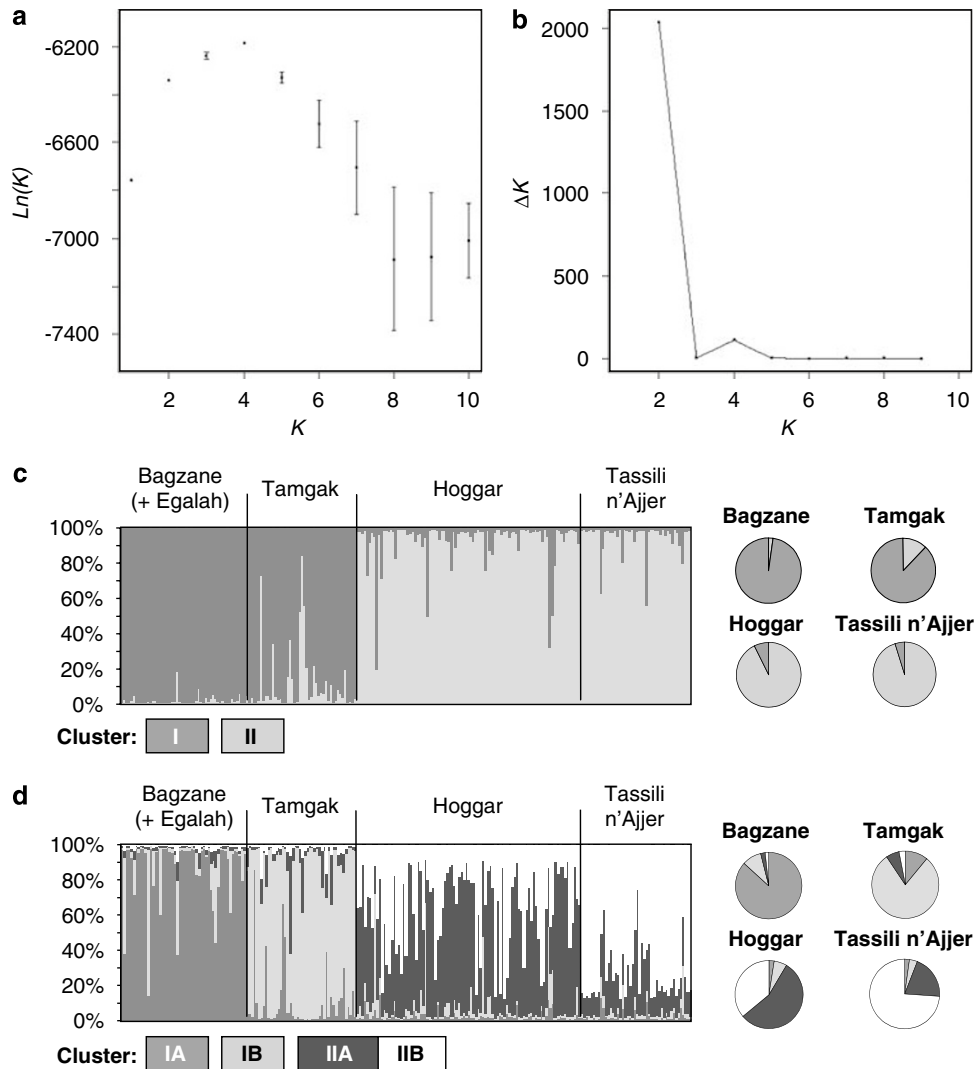 a
-6200
-6600
-7000
-7400
Ln(K)
2 4 6 8 10
K
b
2000
1500
1000
500
0
ΔK
2 4 6 8 10
K
c
Bagzane
(+ Egalah)
Tamgak
Hoggar
Tassili
n'Ajjer
100%
80%
60%
40%
20%
0%
Cluster: I II
Bagzane Tamgak
Hoggar Tassili n'Ajjer
d
Bagzane
(+ Egalah)
Tamgak
Hoggar
Tassili
n'Ajjer
100%
80%
60%
40%
20%
0%
Cluster: IA IB IIA IIB
Bagzane Tamgak
Hoggar Tassili n'Ajjer